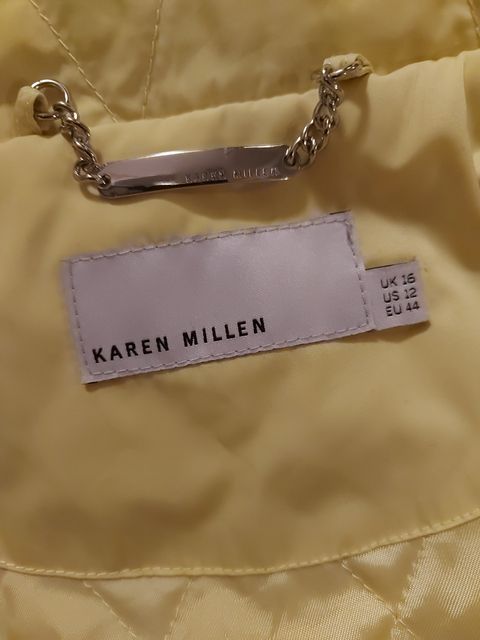 KAREN MILLEN
KAREN MILLEN
UK 16
US 12
EU 44